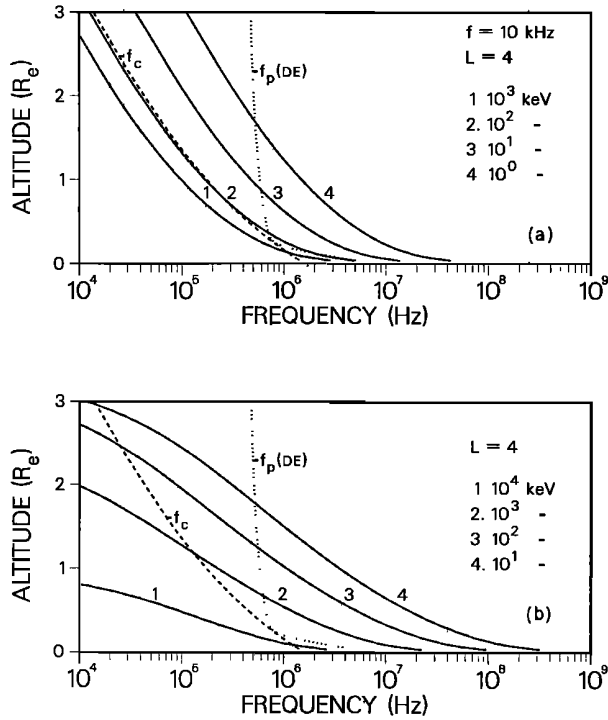 3
2
1
0
ALTITUDE (Rₑ)
f_c
f_p(DE)
f = 10 kHz
L = 4
1 10³ keV
2. 10² -
3 10¹ -
4 10⁰ -
1 2 3 4
(a)
10⁴ 10⁵ 10⁶ 10⁷ 10⁸ 10⁹
FREQUENCY (Hz)
3
2
1
0
ALTITUDE (Rₑ)
f_c
f_p(DE)
L = 4
1 10⁴ keV
2. 10³ -
3 10² -
4. 10¹ -
1 2 3 4
(b)
10⁴ 10⁵ 10⁶ 10⁷ 10⁸ 10⁹
FREQUENCY (Hz)